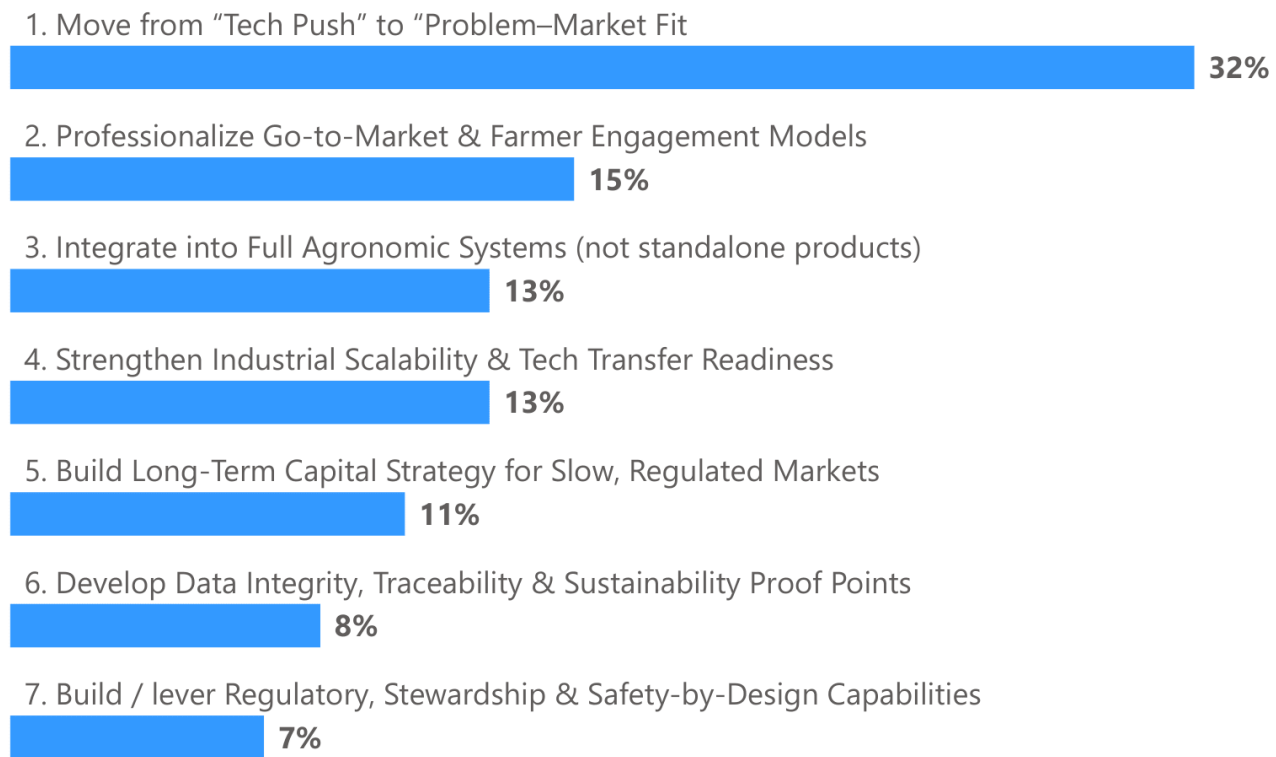 1. Move from “Tech Push” to “Problem–Market Fit
32%
2. Professionalize Go-to-Market & Farmer Engagement Models
15%
3. Integrate into Full Agronomic Systems (not standalone products)
13%
4. Strengthen Industrial Scalability & Tech Transfer Readiness
13%
5. Build Long-Term Capital Strategy for Slow, Regulated Markets
11%
6. Develop Data Integrity, Traceability & Sustainability Proof Points
8%
7. Build / lever Regulatory, Stewardship & Safety-by-Design Capabilities
7%